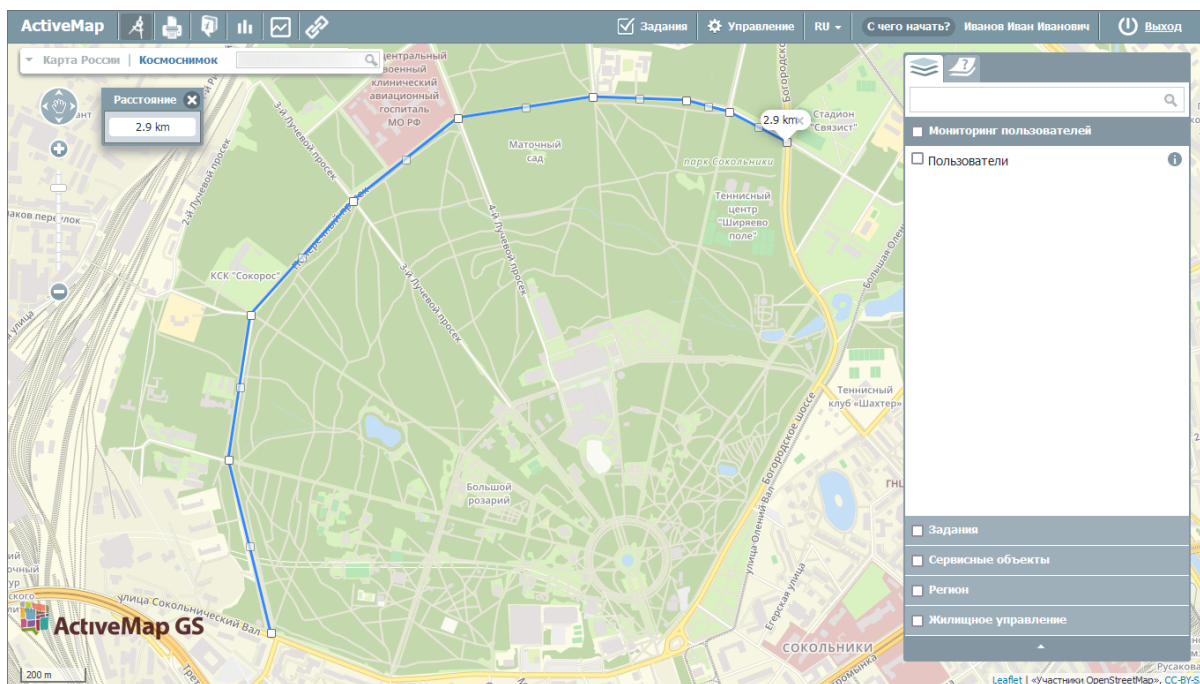 ActiveMap
Задания
Управление
RU
С чего начать?
Иванов Иван Иванович
Выход
Карта России | Космоснимок
Расстояние
2.9 km
центральный
военный
клинический
авиационный
госпиталь
МО РФ
3-й Лучевой просек
2-й Лучевой просек
Маточный
сад
4-й Лучевой просек
парк Сокольники
2.9 km
Стадион
"Связист"
Теннисный
центр
"Ширяево
поле"
КСК "Сокорос"
3-й Лучевой просек
Теннисный
клуб «Шахтер»
Богородское шоссе
Большой
розарий
улица Олений Вал
Егерская улица
улица Сокольнический Вал
СОКОЛЬНИКИ
Мониторинг пользователей
Пользователи
Задания
Сервисные объекты
Регион
Жилищное управление
ActiveMap GS
200 m
Leaflet | «Участники OpenStreetMap», CC-BY-S